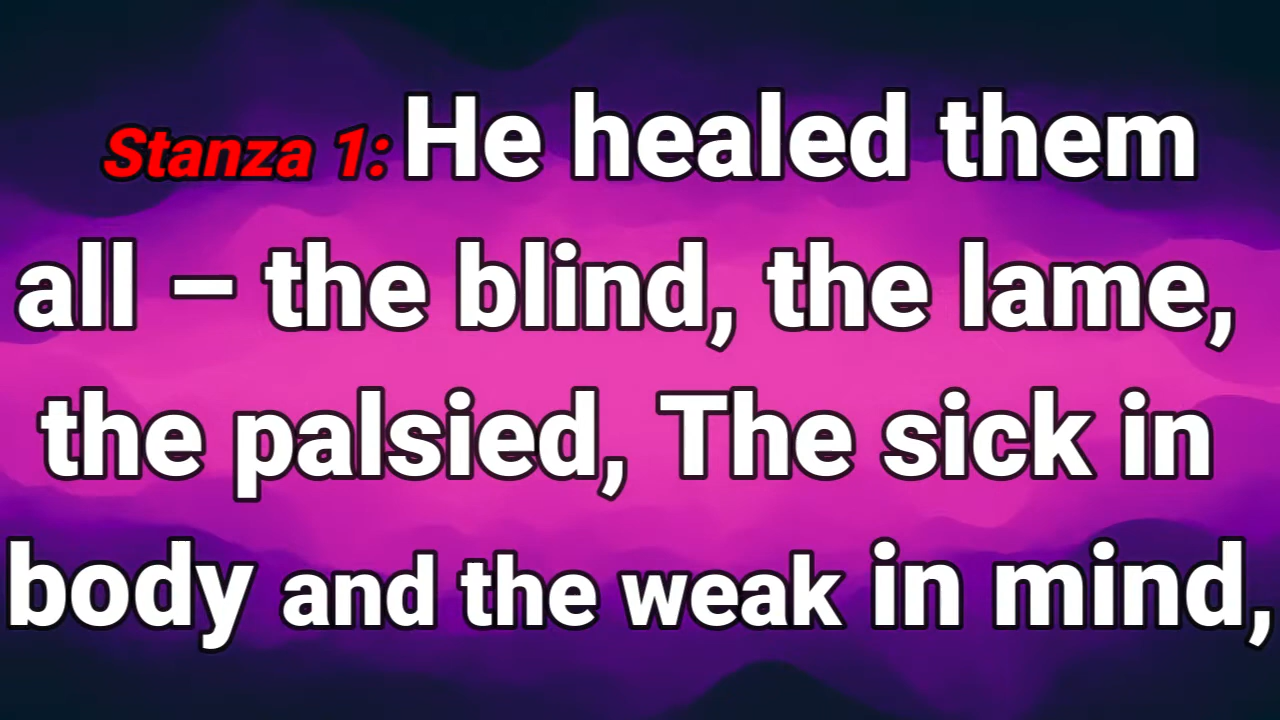 Stanza 1: He healed them
all – the blind, the lame,
the palsied, The sick in
body and the weak in mind,